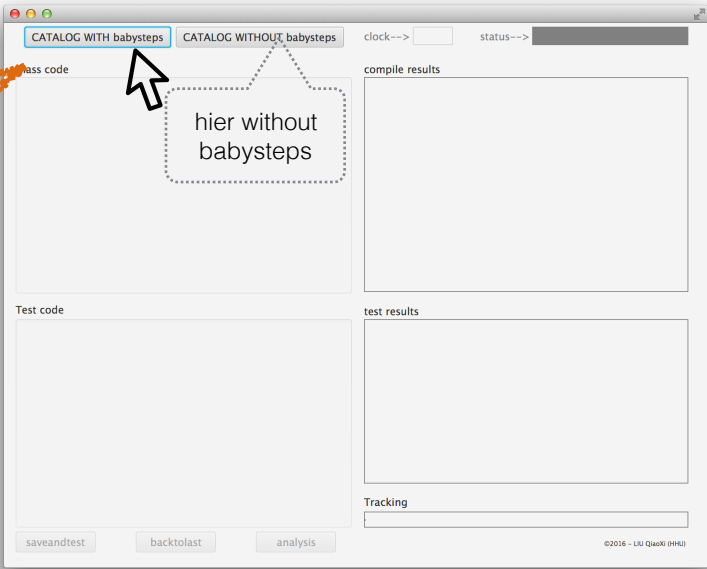 CATALOG WITH babysteps
CATALOG WITHOUT babysteps
clock-->
status-->
lass code
compile results
hier without
babysteps
Test code
test results
Tracking
saveandtest
backtolast
analysis
©2016 – LIU QiaoXi (HHU)